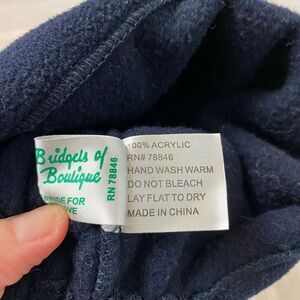 Bridgets of
Boutique
RN 78846
PRIDE FOR
100% ACRYLIC
RN# 78846
HAND WASH WARM
DO NOT BLEACH
LAY FLAT TO DRY
MADE IN CHINA